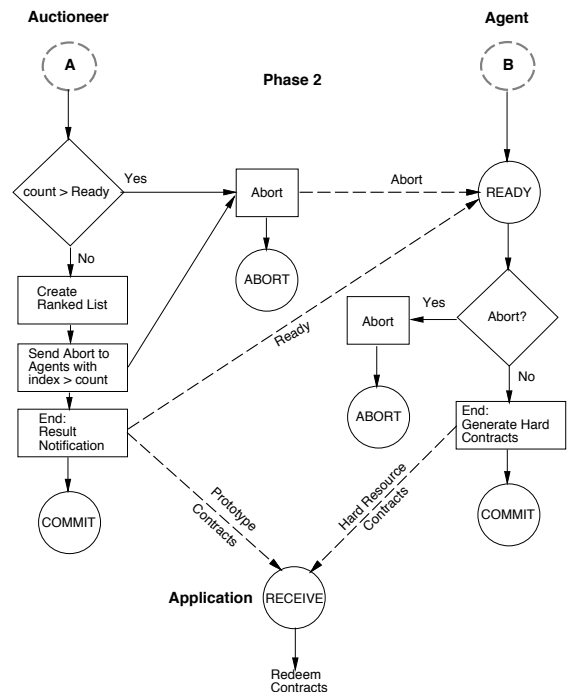 Auctioneer
Agent
A
B
Phase 2
count > Ready
Yes
Abort
Abort
READY
No
ABORT
Create
Ranked List
Send Abort to
Agents with
index > count
Ready
Abort
Yes
Abort?
No
ABORT
End:
Result
Notification
End:
Generate Hard
Contracts
COMMIT
Prototype
Contracts
Hard Resource
Contracts
COMMIT
Application
RECEIVE
Redeem
Contracts